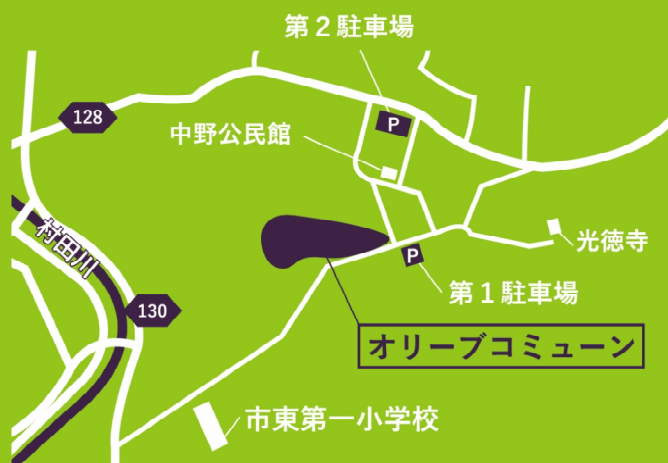 第２駐車場
P
128
中野公民館
村田川
光徳寺
P
第１駐車場
130
オリーブコミューン
市東第一小学校